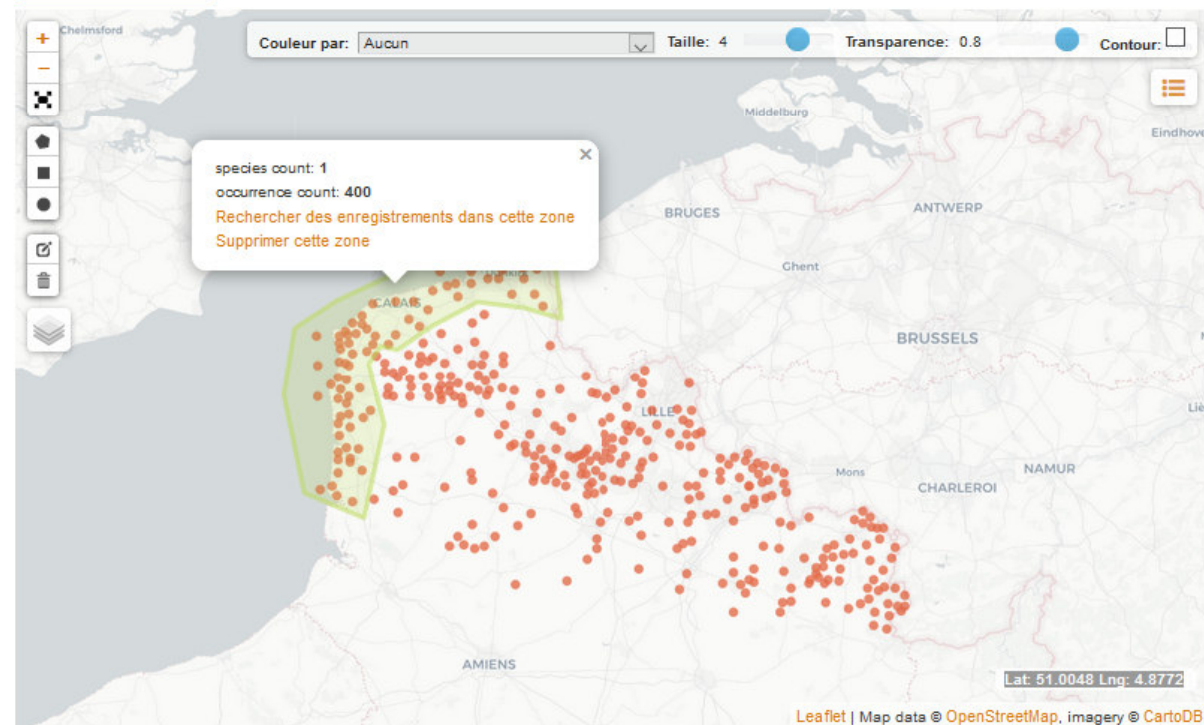 +
Chelmsford
Couleur par: Aucun
Taille: 4
Transparence: 0.8
Contour:
−
Middelburg
Eindhove
×
species count: 1
occurrence count: 400
Rechercher des enregistrements dans cette zone
Supprimer cette zone
BRUGES
ANTWERP
Ghent
CALAIS
BRUSSELS
LILLE
Liè
Mons
NAMUR
CHARLEROI
AMIENS
Lat: 51.0048 Lng: 4.8772
Leaflet | Map data © OpenStreetMap, imagery © CartoDB